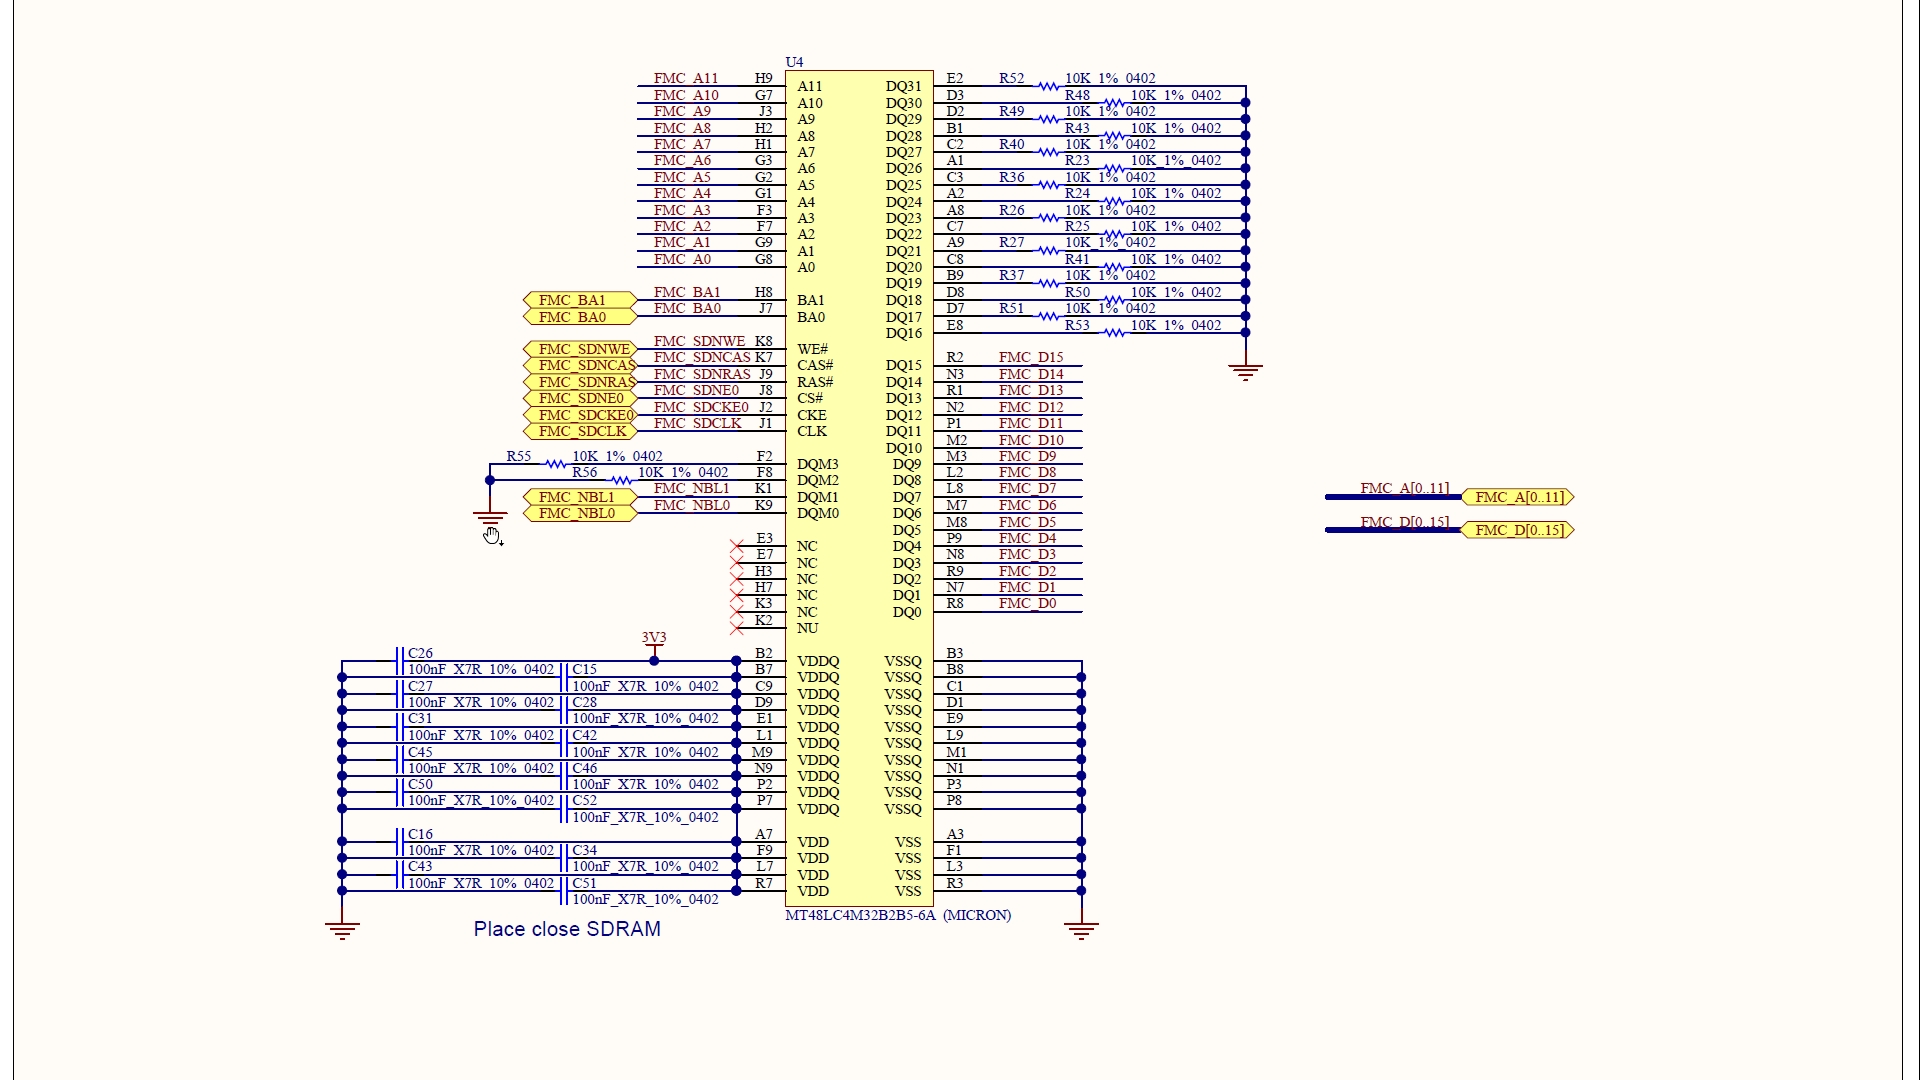 U4
FMC_A11 H9 A11 DQ31 E2 R52 10K_1%_0402
FMC_A10 G7 A10 DQ30 D3 R48 10K_1%_0402
FMC_A9 J3 A9 DQ29 D2 R49 10K_1%_0402
FMC_A8 H2 A8 DQ28 B1 R43 10K_1%_0402
FMC_A7 H1 A7 DQ27 C2 R40 10K_1%_0402
FMC_A6 G3 A6 DQ26 A1 R23 10K_1%_0402
FMC_A5 G2 A5 DQ25 C3 R36 10K_1%_0402
FMC_A4 G1 A4 DQ24 A2 R24 10K_1%_0402
FMC_A3 F3 A3 DQ23 A8 R26 10K_1%_0402
FMC_A2 F7 A2 DQ22 C7 R25 10K_1%_0402
FMC_A1 G9 A1 DQ21 A9 R27 10K_1%_0402
FMC_A0 G8 A0 DQ20 C8 R41 10K_1%_0402
DQ19 B9 R37 10K_1%_0402
FMC_BA1 FMC_BA1 H8 BA1 DQ18 D8 R50 10K_1%_0402
FMC_BA0 FMC_BA0 J7 BA0 DQ17 D7 R51 10K_1%_0402
DQ16 E8 R53 10K_1%_0402
FMC_SDNWE FMC_SDNWE K8 WE#
FMC_SDNCAS FMC_SDNCAS K7 CAS# DQ15 R2 FMC_D15
FMC_SDNRAS FMC_SDNRAS J9 RAS# DQ14 N3 FMC_D14
FMC_SDNE0 FMC_SDNE0 J8 CS# DQ13 R1 FMC_D13
FMC_SDCKE0 FMC_SDCKE0 J2 CKE DQ12 N2 FMC_D12
FMC_SDCLK FMC_SDCLK J1 CLK DQ11 P1 FMC_D11
DQ10 M2 FMC_D10
R55 10K_1%_0402 F2 DQM3 DQ9 M3 FMC_D9
R56 10K_1%_0402 F8 DQM2 DQ8 L2 FMC_D8
FMC_NBL1 FMC_NBL1 K1 DQM1 DQ7 L8 FMC_D7 FMC_A[0..11] FMC_A[0..11]
FMC_NBL0 FMC_NBL0 K9 DQM0 DQ6 M7 FMC_D6
DQ5 M8 FMC_D5 FMC_D[0..15] FMC_D[0..15]
E3 NC DQ4 P9 FMC_D4
E7 NC DQ3 N8 FMC_D3
H3 NC DQ2 R9 FMC_D2
H7 NC DQ1 N7 FMC_D1
K3 NC DQ0 R8 FMC_D0
K2 NU
3V3
C26 B2 VDDQ VSSQ B3
100nF_X7R_10%_0402 C15 B7 VDDQ VSSQ B8
C27 100nF_X7R_10%_0402 C9 VDDQ VSSQ C1
100nF_X7R_10%_0402 C28 D9 VDDQ VSSQ D1
C31 100nF_X7R_10%_0402 E1 VDDQ VSSQ E9
100nF_X7R_10%_0402 C42 L1 VDDQ VSSQ L9
C45 100nF_X7R_10%_0402 M9 VDDQ VSSQ M1
100nF_X7R_10%_0402 C46 N9 VDDQ VSSQ N1
C50 100nF_X7R_10%_0402 P2 VDDQ VSSQ P3
100nF_X7R_10%_0402 C52 P7 VDDQ VSSQ P8
100nF_X7R_10%_0402
C16 A7 VDD VSS A3
100nF_X7R_10%_0402 C34 F9 VDD VSS F1
C43 100nF_X7R_10%_0402 L7 VDD VSS L3
100nF_X7R_10%_0402 C51 R7 VDD VSS R3
100nF_X7R_10%_0402
MT48LC4M32B2B5-6A (MICRON)
Place close SDRAM